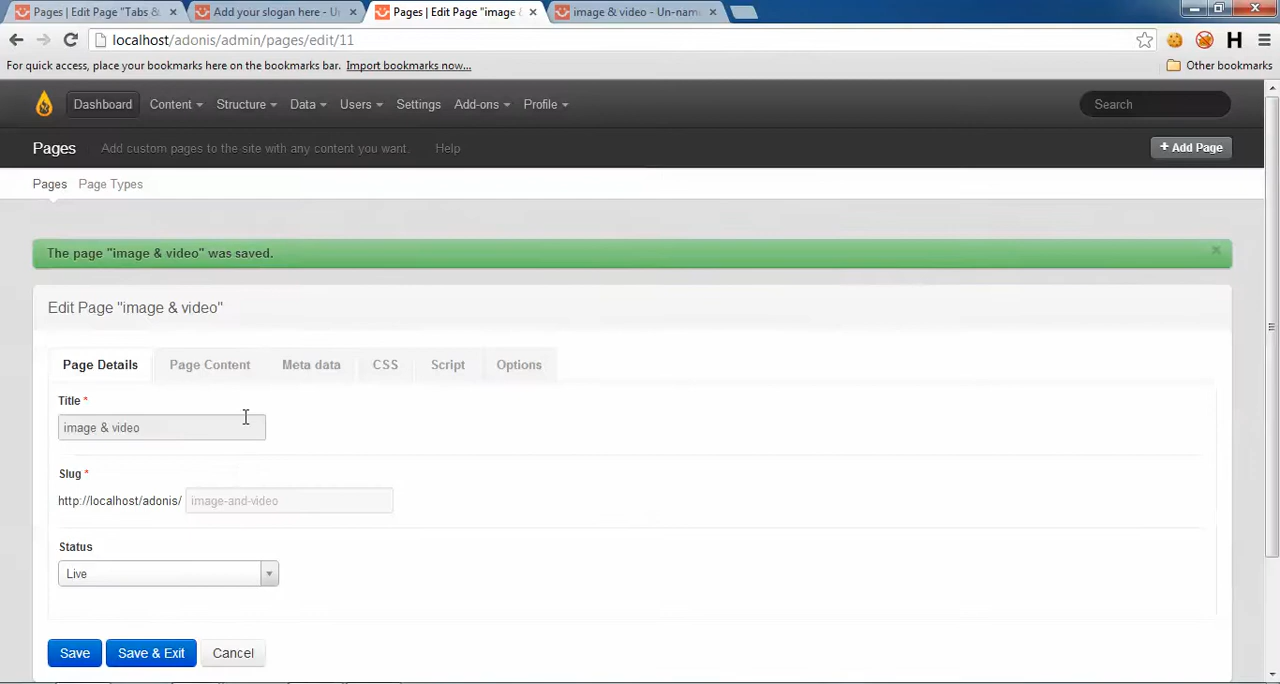 Pages | Edit Page "Tabs &
Add your slogan here - U
Pages | Edit Page "image &
image & video - Un-nam
localhost/adonis/admin/pages/edit/11
For quick access, place your bookmarks here on the bookmarks bar. Import bookmarks now...
Other bookmarks
Dashboard Content Structure Data Users Settings Add-ons Profile Search
Pages Add custom pages to the site with any content you want. Help + Add Page
Pages Page Types
The page "image & video" was saved. ×
Edit Page "image & video"
Page Details Page Content Meta data CSS Script Options
Title *
image & video
Slug *
http://localhost/adonis/ image-and-video
Status
Live
Save Save & Exit Cancel